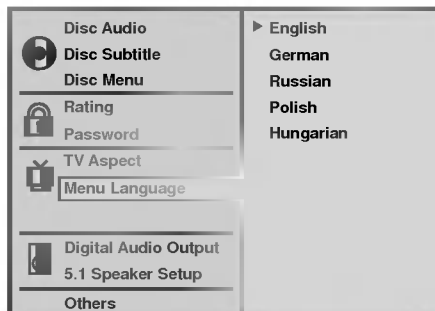 Disc Audio
Disc Subtitle
Disc Menu
Rating
Password
TV Aspect
Menu Language
Digital Audio Output
5.1 Speaker Setup
Others
English
German
Russian
Polish
Hungarian